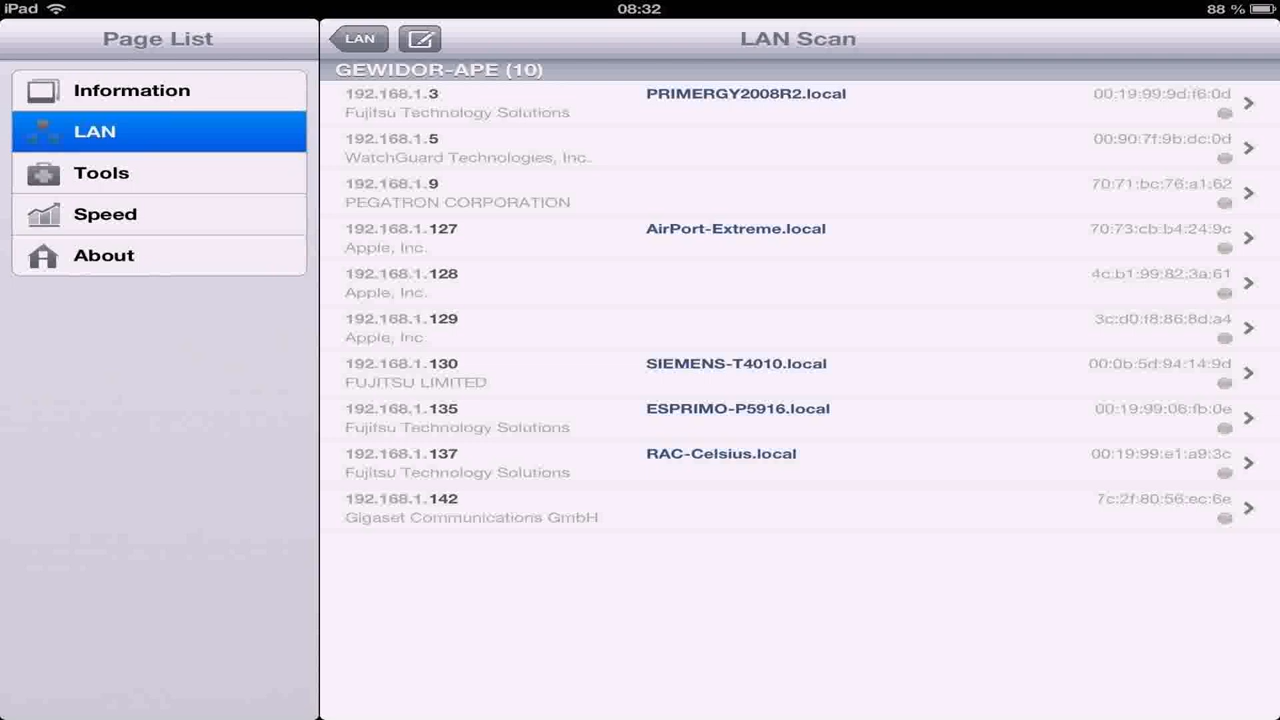 iPad 08:32 88 %
Page List
Information
LAN
Tools
Speed
About
LAN LAN Scan
GEWIDOR-APE (10)
192.168.1.3 PRIMERGY2008R2.local 00:19:99:9d:f6:0d
Fujitsu Technology Solutions
192.168.1.5 00:90:7f:9b:dc:0d
WatchGuard Technologies, Inc.
192.168.1.9 70:71:bc:76:a1:62
PEGATRON CORPORATION
192.168.1.127 AirPort-Extreme.local 70:73:cb:b4:24:9c
Apple, Inc.
192.168.1.128 4c:b1:99:82:3a:61
Apple, Inc.
192.168.1.129 3c:d0:f8:86:8d:a4
Apple, Inc.
192.168.1.130 SIEMENS-T4010.local 00:0b:5d:94:14:9d
FUJITSU LIMITED
192.168.1.135 ESPRIMO-P5916.local 00:19:99:06:fb:0e
Fujitsu Technology Solutions
192.168.1.137 RAC-Celsius.local 00:19:99:e1:a9:3c
Fujitsu Technology Solutions
192.168.1.142 7c:2f:80:56:ec:6e
Gigaset Communications GmbH